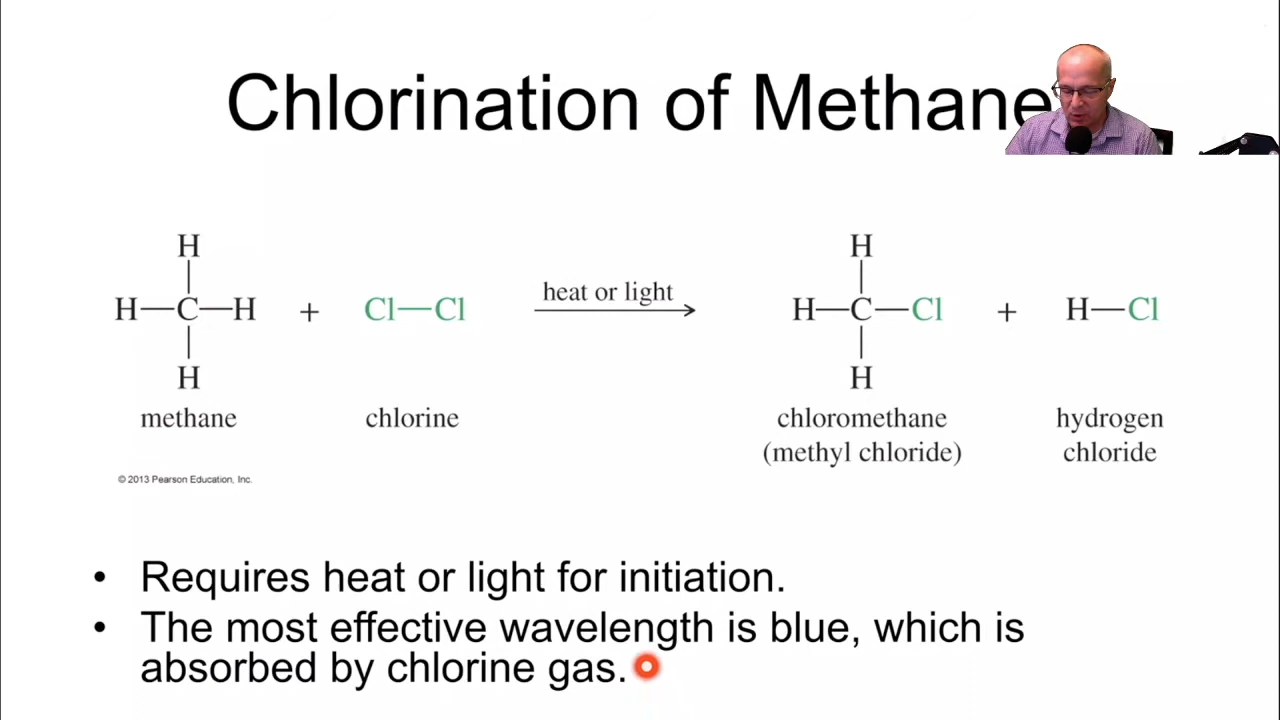 Chlorination of Methane
H
H
H—C—H + Cl—Cl heat or light H—C—Cl + H—Cl
H
H
methane chlorine chloromethane hydrogen
(methyl chloride) chloride
© 2013 Pearson Education, Inc.
• Requires heat or light for initiation.
• The most effective wavelength is blue, which is
absorbed by chlorine gas.